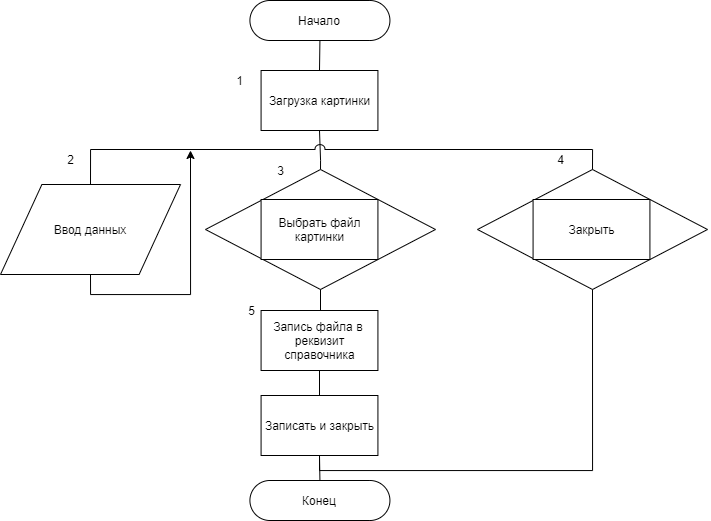 Начало
1
Загрузка картинки
2
3
4
Ввод данных
Выбрать файл
картинки
Закрыть
5
Запись файла в
реквизит
справочника
Записать и закрыть
Конец